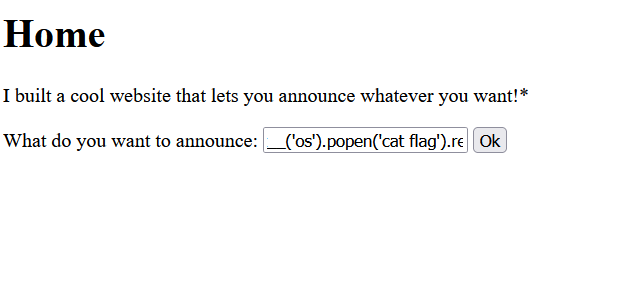 Home
I built a cool website that lets you announce whatever you want!*
What do you want to announce: __('os').popen('cat flag').re Ok